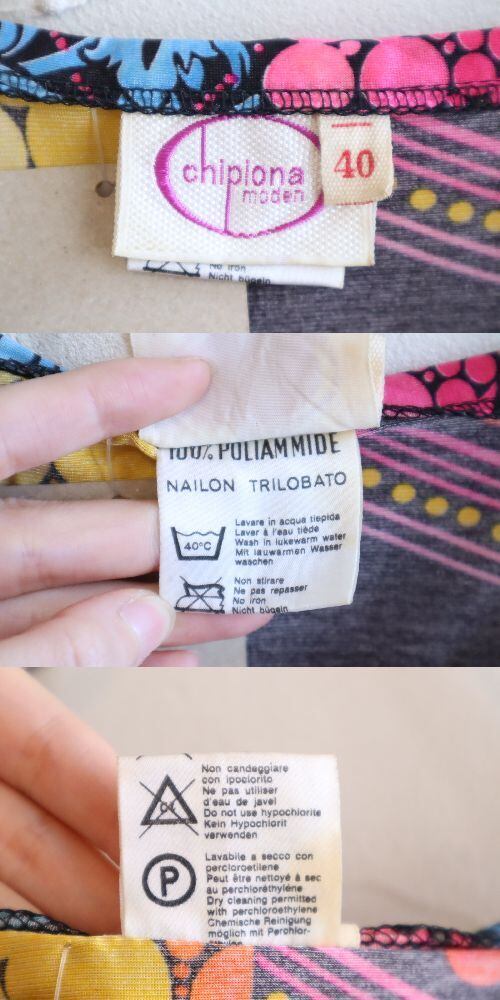 chipiona
moden
40
No iron
Nicht bügeln
100% POLIAMMIDE
NAILON TRILOBATO
40°C
Lavare in acqua tiepida
Laver à l'eau tiède
Wash in lukewarm water
Mit lauwarmen Wasser
waschen
Non stirare
Ne pas repasser
No iron
Nicht bügeln
Non candeggiare
con ipoclorito
Ne pas utiliser
d'eau de javel
Do not use hypochlorite
Kein Hypochlorit
verwenden
CL
P
Lavabile a secco con
percloroetilene
Peut être nettoyé à sec
au perchloréthylène
Dry cleaning permitted
with perchloroethylene
Chemische Reinigung
möglich mit Perchlor-